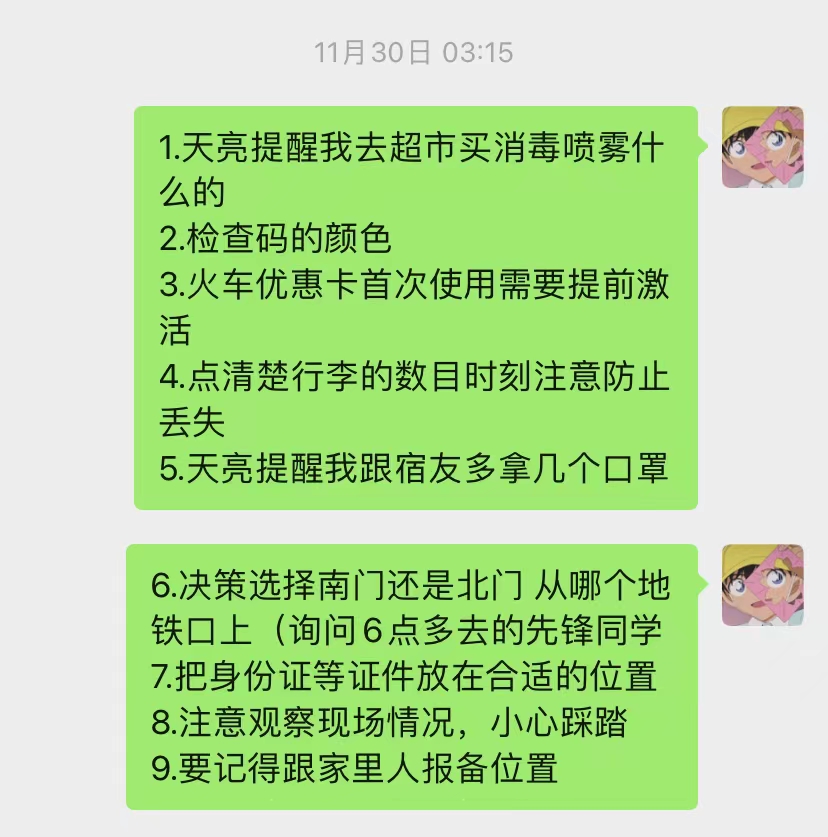 11月30日 03:15
1.天亮提醒我去超市买消毒喷雾什
么的
2.检查码的颜色
3.火车优惠卡首次使用需要提前激
活
4.点清楚行李的数目时刻注意防止
丢失
5.天亮提醒我跟宿友多拿几个口罩
6.决策选择南门还是北门 从哪个地
铁口上（询问6点多去的先锋同学
7.把身份证等证件放在合适的位置
8.注意观察现场情况，小心踩踏
9.要记得跟家里人报备位置